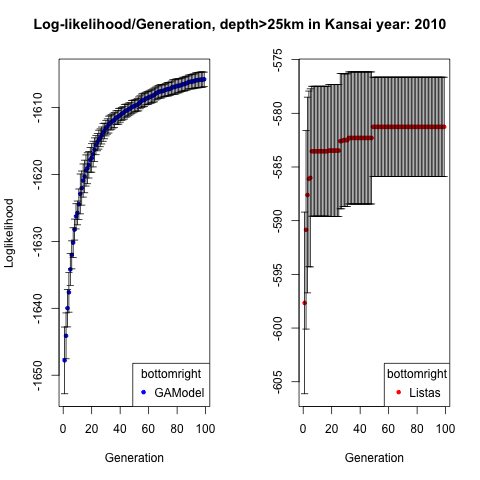 Log-likelihood/Generation, depth>25km in Kansai year: 2010
Loglikelihood
-1610
-1620
-1630
-1640
-1650
0 20 40 60 80 100
Generation
bottomright
GAModel
-575
-580
-585
-590
-595
-600
-605
0 20 40 60 80 100
Generation
bottomright
Listas